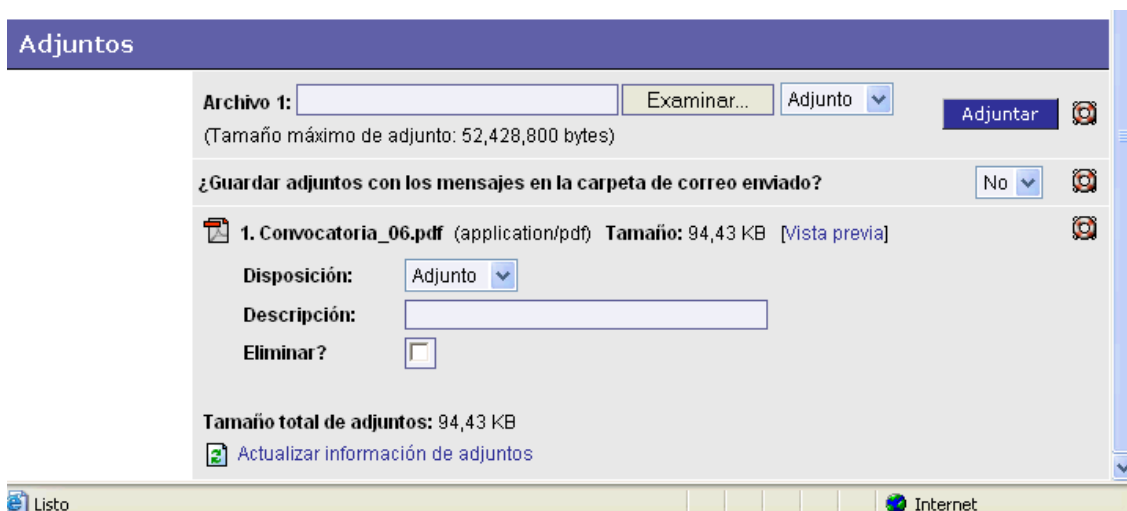 Adjuntos
Archivo 1: Examinar... Adjunto Adjuntar
(Tamaño máximo de adjunto: 52,428,800 bytes)
¿Guardar adjuntos con los mensajes en la carpeta de correo enviado? No
1. Convocatoria_06.pdf (application/pdf) Tamaño: 94,43 KB [Vista previa]
Disposición: Adjunto
Descripción:
Eliminar?
Tamaño total de adjuntos: 94,43 KB
Actualizar información de adjuntos
Listo Internet